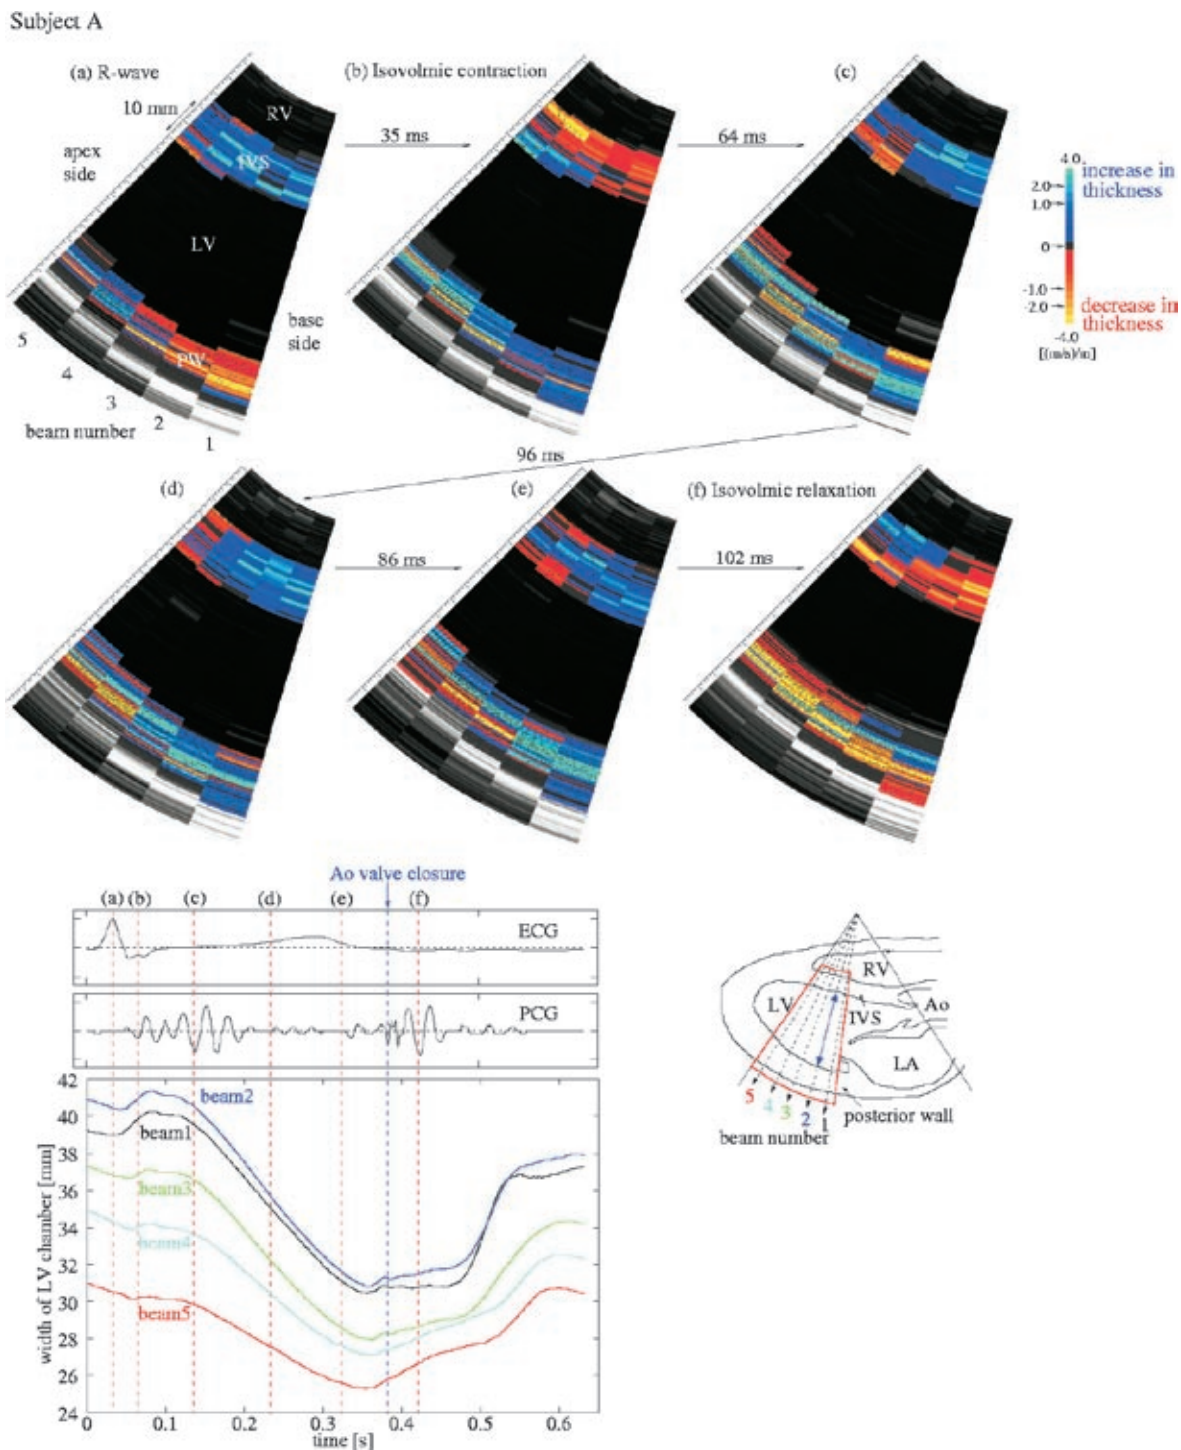 Subject A
(a) R-wave
(b) Isovolmic contraction
(c)
10 mm
RV
35 ms
64 ms
apex
side
IVS
4.0
increase in
thickness
2.0
1.0
0
-1.0
-2.0
decrease in
thickness
-4.0
[(m/s)/m]
LV
base
side
PW
5
4
3
2
1
beam number
96 ms
(d)
(e)
(f) Isovolmic relaxation
86 ms
102 ms
Ao valve closure
(a) (b) (c) (d) (e) (f)
ECG
PCG
42
40
38
36
34
32
30
28
26
24
width of LV chamber [mm]
beam2
beam1
beam3
beam4
beam5
0 0.1 0.2 0.3 0.4 0.5 0.6
time [s]
RV
LV
IVS
Ao
LA
5 4 3 2 1
posterior wall
beam number